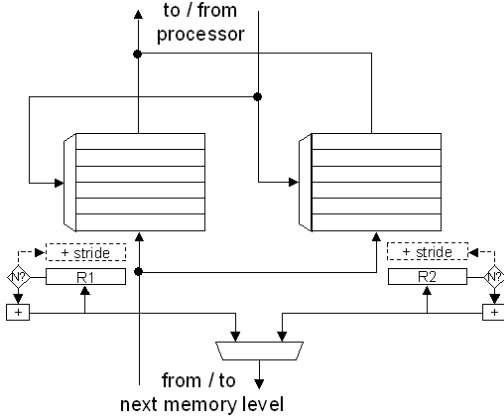 to / from
processor
+ stride
+ stride
N?
R1
R2
N?
+
+
from / to
next memory level